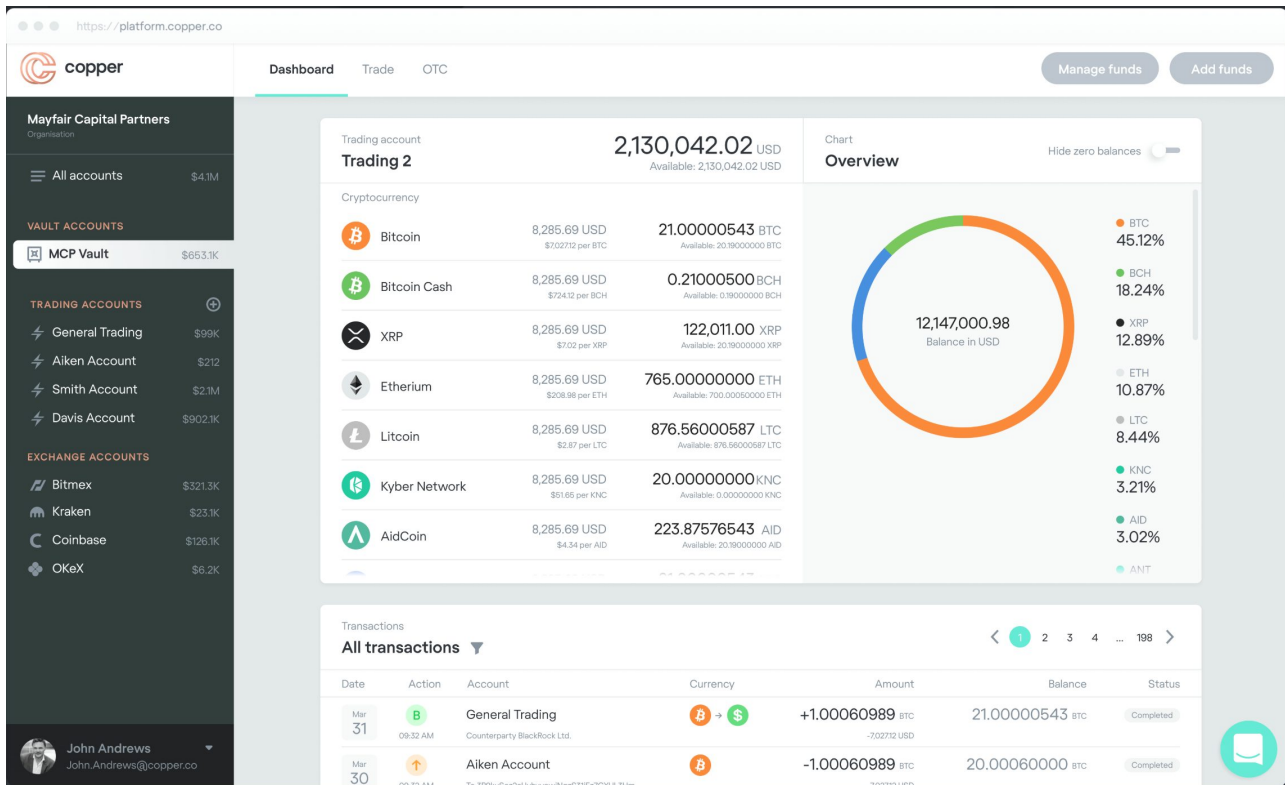 https://platform.copper.co
copper
Dashboard Trade OTC
Manage funds Add funds
Mayfair Capital Partners
Organisation
All accounts $4.1M
VAULT ACCOUNTS
MCP Vault $653.1K
TRADING ACCOUNTS
General Trading $99K
Aiken Account $212
Smith Account $2.1M
Davis Account $902.1K
EXCHANGE ACCOUNTS
Bitmex $321.3K
Kraken $23.1K
Coinbase $126.1K
OKeX $6.2K
John Andrews
John.Andrews@copper.co
Trading account
Trading 2
2,130,042.02 USD
Available: 2,130,042.02 USD
Cryptocurrency
Bitcoin 8,285.69 USD 21.00000543 BTC
$7,027.12 per BTC Available: 20.19000000 BTC
Bitcoin Cash 8,285.69 USD 0.21000500 BCH
$724.12 per BCH Available: 0.19000000 BCH
XRP 8,285.69 USD 122,011.00 XRP
$7.02 per XRP Available: 20.19000000 XRP
Etherium 8,285.69 USD 765.00000000 ETH
$208.98 per ETH Available: 700.00050000 ETH
Litcoin 8,285.69 USD 876.56000587 LTC
$2.87 per LTC Available: 876.56000587 LTC
Kyber Network 8,285.69 USD 20.00000000 KNC
$51.65 per KNC Available: 0.00000000 KNC
AidCoin 8,285.69 USD 223.87576543 AID
$4.34 per AID Available: 20.19000000 AID
Chart
Overview
Hide zero balances
12,147,000.98
Balance in USD
BTC
45.12%
BCH
18.24%
XRP
12.89%
ETH
10.87%
LTC
8.44%
KNC
3.21%
AID
3.02%
ANT
Transactions
All transactions
1 2 3 4 ... 198
Date Action Account Currency Amount Balance Status
Mar B General Trading +1.00060989 BTC 21.00000543 BTC Completed
31 09:32 AM Counterparty BlackRock Ltd. -7,027.12 USD
Mar Aiken Account -1.00060989 BTC 20.00060000 BTC Completed
30